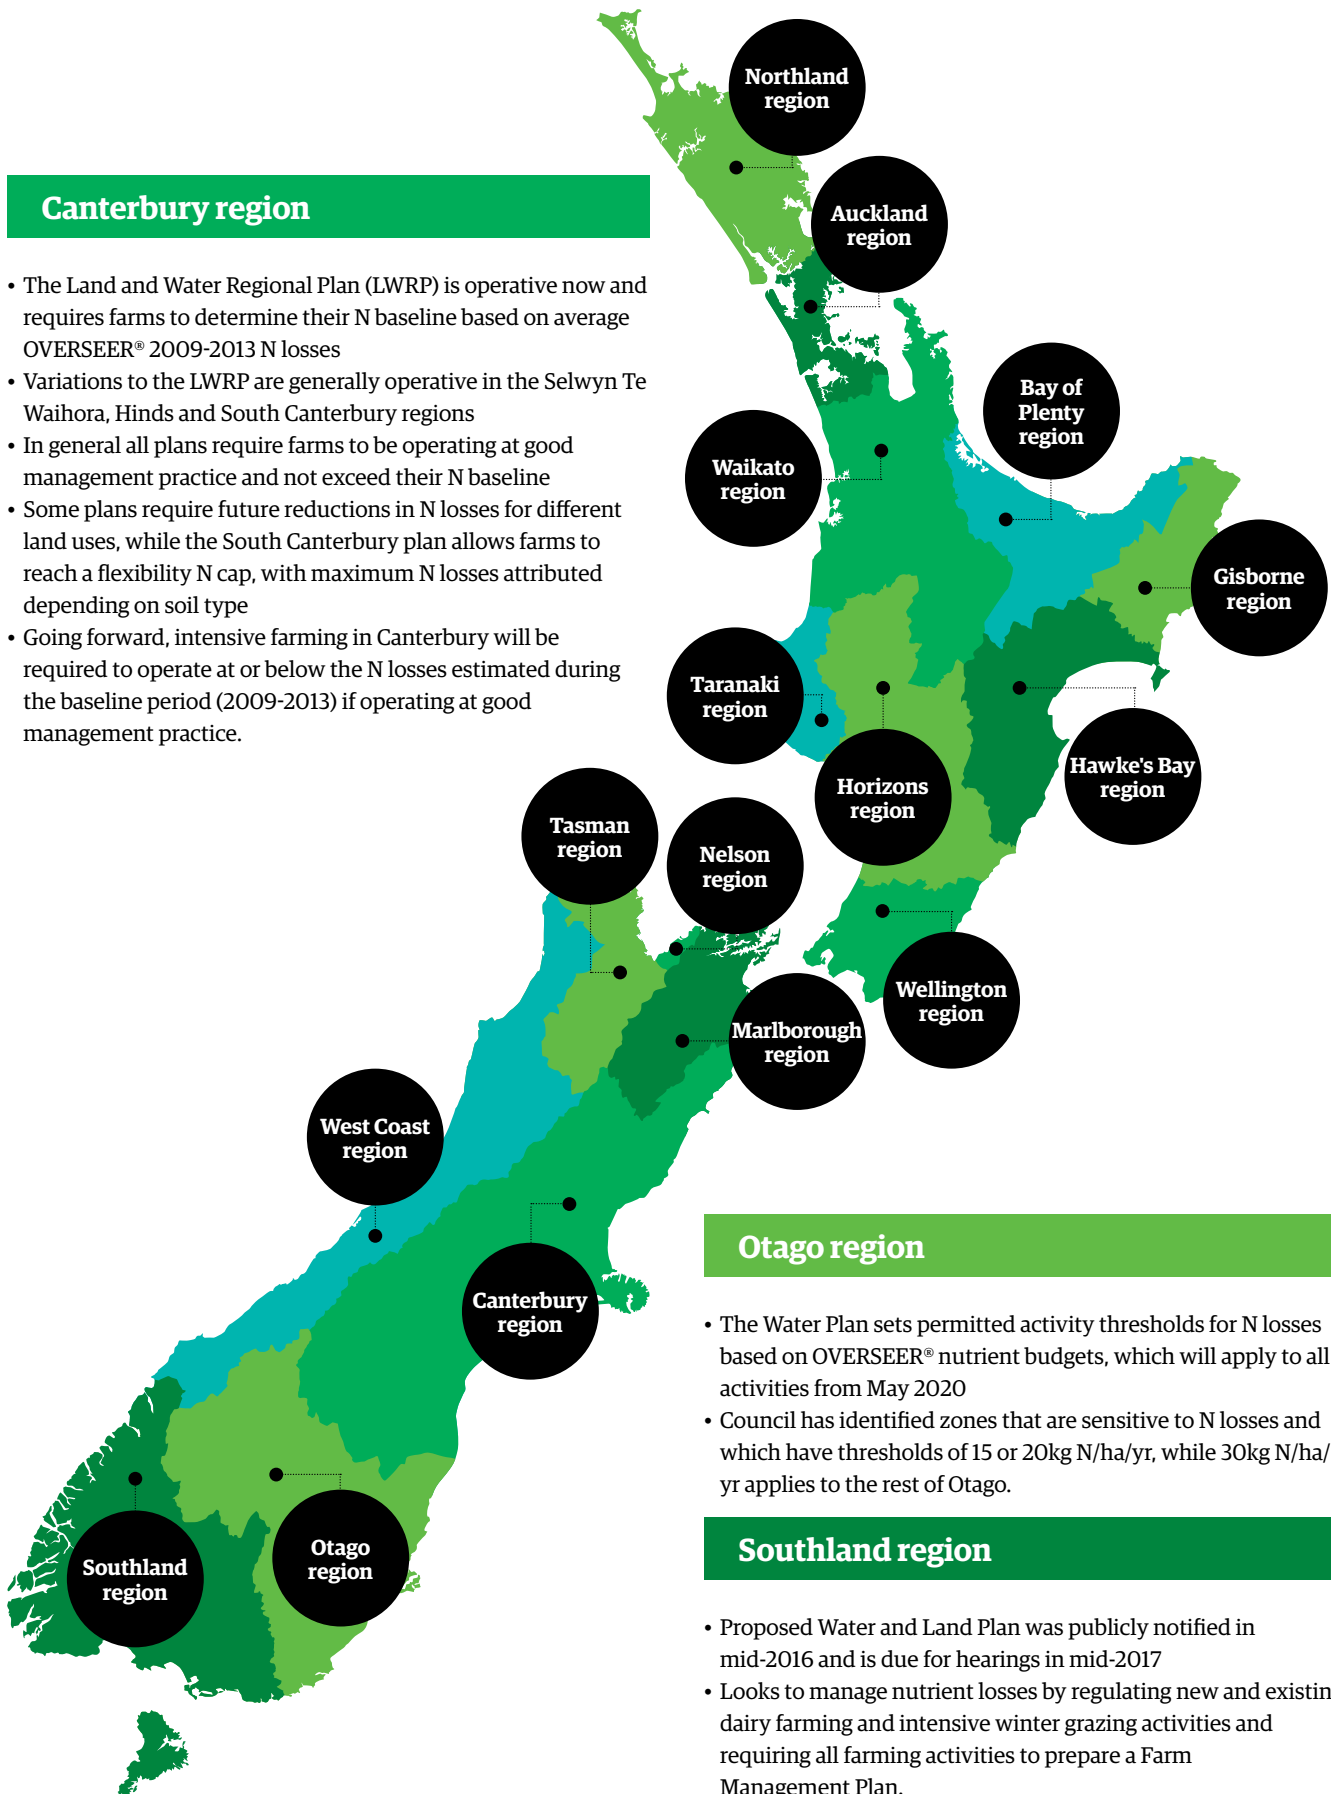 Northland
region
Auckland
region
Canterbury region
• The Land and Water Regional Plan (LWRP) is operative now and
requires farms to determine their N baseline based on average
OVERSEER® 2009-2013 N losses
• Variations to the LWRP are generally operative in the Selwyn Te
Waihora, Hinds and South Canterbury regions
• In general all plans require farms to be operating at good
management practice and not exceed their N baseline
• Some plans require future reductions in N losses for different
land uses, while the South Canterbury plan allows farms to
reach a flexibility N cap, with maximum N losses attributed
depending on soil type
• Going forward, intensive farming in Canterbury will be
required to operate at or below the N losses estimated during
the baseline period (2009-2013) if operating at good
management practice.
Bay of
Plenty
region
Waikato
region
Gisborne
region
Taranaki
region
Hawke's Bay
region
Horizons
region
Tasman
region
Nelson
region
Wellington
region
Marlborough
region
West Coast
region
Canterbury
region
Otago
region
Southland
region
Otago region
• The Water Plan sets permitted activity thresholds for N losses
based on OVERSEER® nutrient budgets, which will apply to all
activities from May 2020
• Council has identified zones that are sensitive to N losses and
which have thresholds of 15 or 20kg N/ha/yr, while 30kg N/ha/
yr applies to the rest of Otago.
Southland region
• Proposed Water and Land Plan was publicly notified in
mid-2016 and is due for hearings in mid-2017
• Looks to manage nutrient losses by regulating new and existin
dairy farming and intensive winter grazing activities and
requiring all farming activities to prepare a Farm
Management Plan.